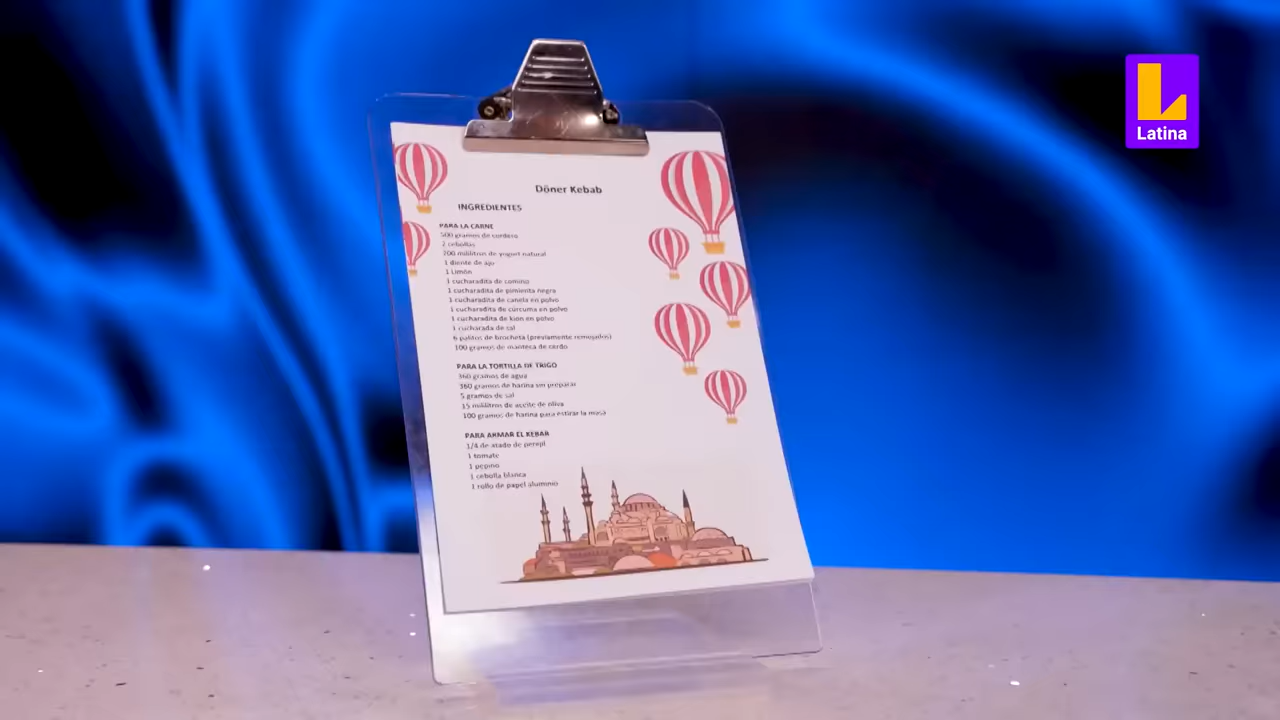 Latina
Döner Kebab
INGREDIENTES
PARA LA CARNE
500 gramos de cordero
2 cebollas
200 mililitros de yogurt natural
1 diente de ajo
1 Limón
1 cucharadita de comino
1 cucharadita de pimienta negra
1 cucharadita de canela en polvo
1 cucharadita de cúrcuma en polvo
1 cucharadita de kion en polvo
1 cucharada de sal
6 palitos de brocheta (previamente remojados)
100 gramos de manteca de cerdo
PARA LA TORTILLA DE TRIGO
360 gramos de agua
360 gramos de harina sin preparar
5 gramos de sal
15 mililitros de aceite de oliva
100 gramos de harina para estirar la masa
PARA ARMAR EL KEBAB
1/4 de atado de perejil
1 tomate
1 pepino
1 cebolla blanca
1 rollo de papel aluminio